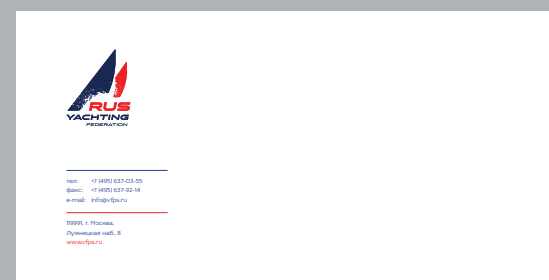 RUS
YACHTING
FEDERATION
тел: +7 (495) 637-03-55
факс: +7 (495) 637-92-14
e-mail: info@vfps.ru
119991, г. Москва,
Лужнецкая наб., 8
www.vfps.ru